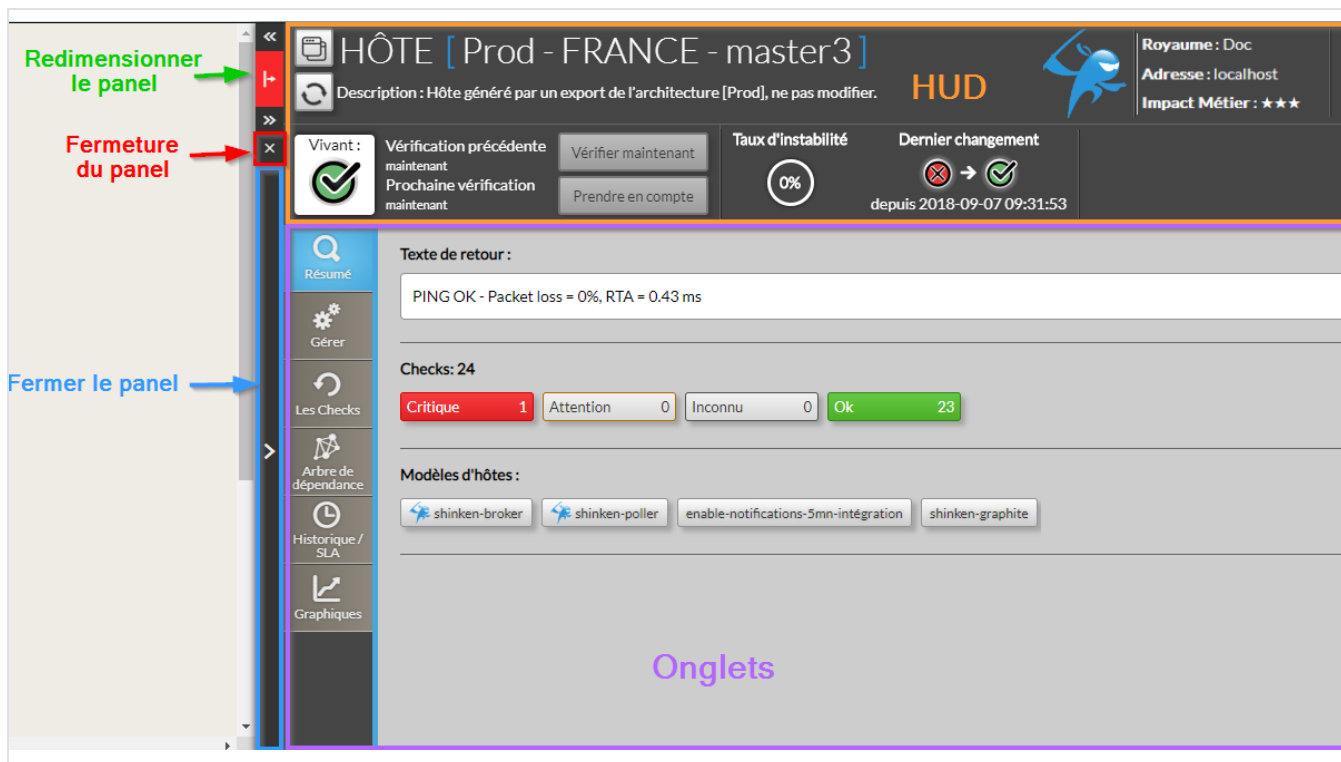 Redimensionner
le panel
Fermeture
du panel
Fermer le panel
HÔTE [ Prod - FRANCE - master3 ]
Description : Hôte généré par un export de l'architecture [Prod], ne pas modifier.
HUD
Royaume : Doc
Adresse : localhost
Impact Métier : ★★★
Vivant :
Vérification précédente
maintenant
Prochaine vérification
maintenant
Vérifier maintenant
Prendre en compte
Taux d'instabilité
0%
Dernier changement
depuis 2018-09-07 09:31:53
Résumé
Gérer
Les Checks
Arbre de
dépendance
Historique /
SLA
Graphiques
Texte de retour :
PING OK - Packet loss = 0%, RTA = 0.43 ms
Checks: 24
Critique 1
Attention 0
Inconnu 0
Ok 23
Modèles d'hôtes :
shinken-broker
shinken-poller
enable-notifications-5mn-intégration
shinken-graphite
Onglets